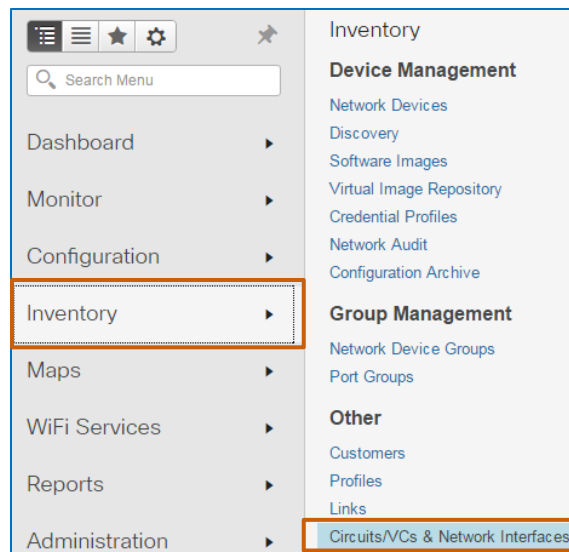 Search Menu
Dashboard
Monitor
Configuration
Inventory
Maps
WiFi Services
Reports
Administration
Inventory
Device Management
Network Devices
Discovery
Software Images
Virtual Image Repository
Credential Profiles
Network Audit
Configuration Archive
Group Management
Network Device Groups
Port Groups
Other
Customers
Profiles
Links
Circuits/VCs & Network Interfaces